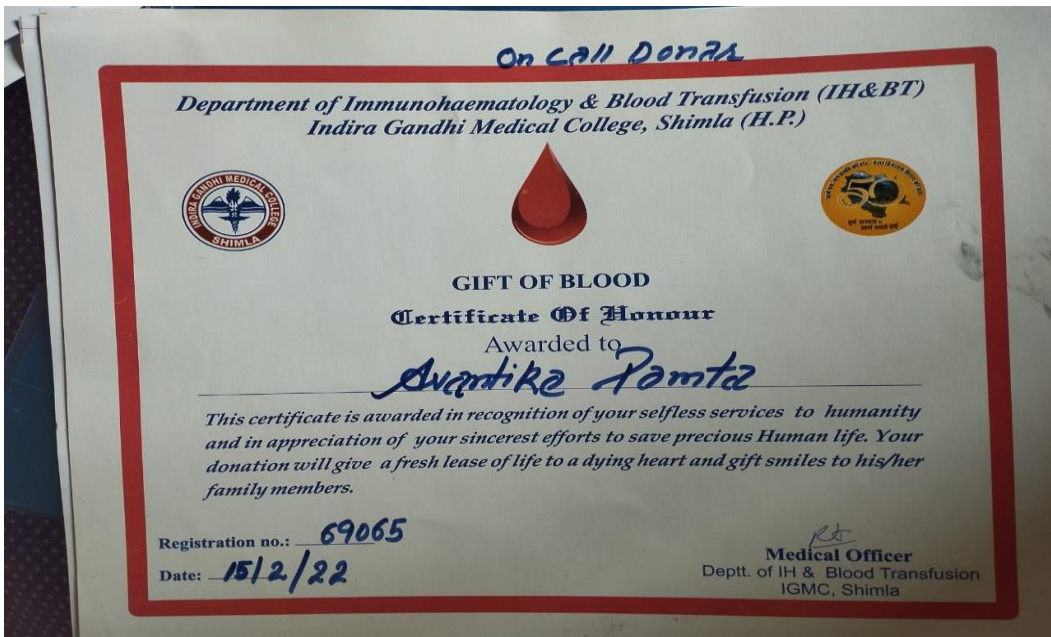 On Call Donar
Department of Immunohaematology & Blood Transfusion (IH&BT)
Indira Gandhi Medical College, Shimla (H.P.)
INDIRA GANDHI MEDICAL COLLEGE
SHIMLA
50
GIFT OF BLOOD
Certificate Of Honour
Awarded to
Avantika Pamta
This certificate is awarded in recognition of your selfless services to humanity
and in appreciation of your sincerest efforts to save precious Human life. Your
donation will give a fresh lease of life to a dying heart and gift smiles to his/her
family members.
Registration no.: 69065
Date: 15/2/22
Medical Officer
Deptt. of IH & Blood Transfusion
IGMC, Shimla